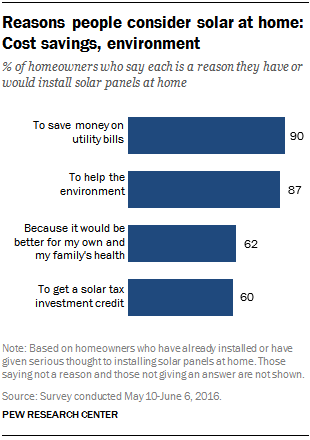 Reasons people consider solar at home:
Cost savings, environment
% of homeowners who say each is a reason they have or
would install solar panels at home
To save money on
utility bills
90
To help the
environment
87
Because it would be
better for my own and
my family's health
62
To get a solar tax
investment credit
60
Note: Based on homeowners who have already installed or have
given serious thought to installing solar panels at home. Those
saying not a reason and those not giving an answer are not shown.
Source: Survey conducted May 10-June 6, 2016.
PEW RESEARCH CENTER